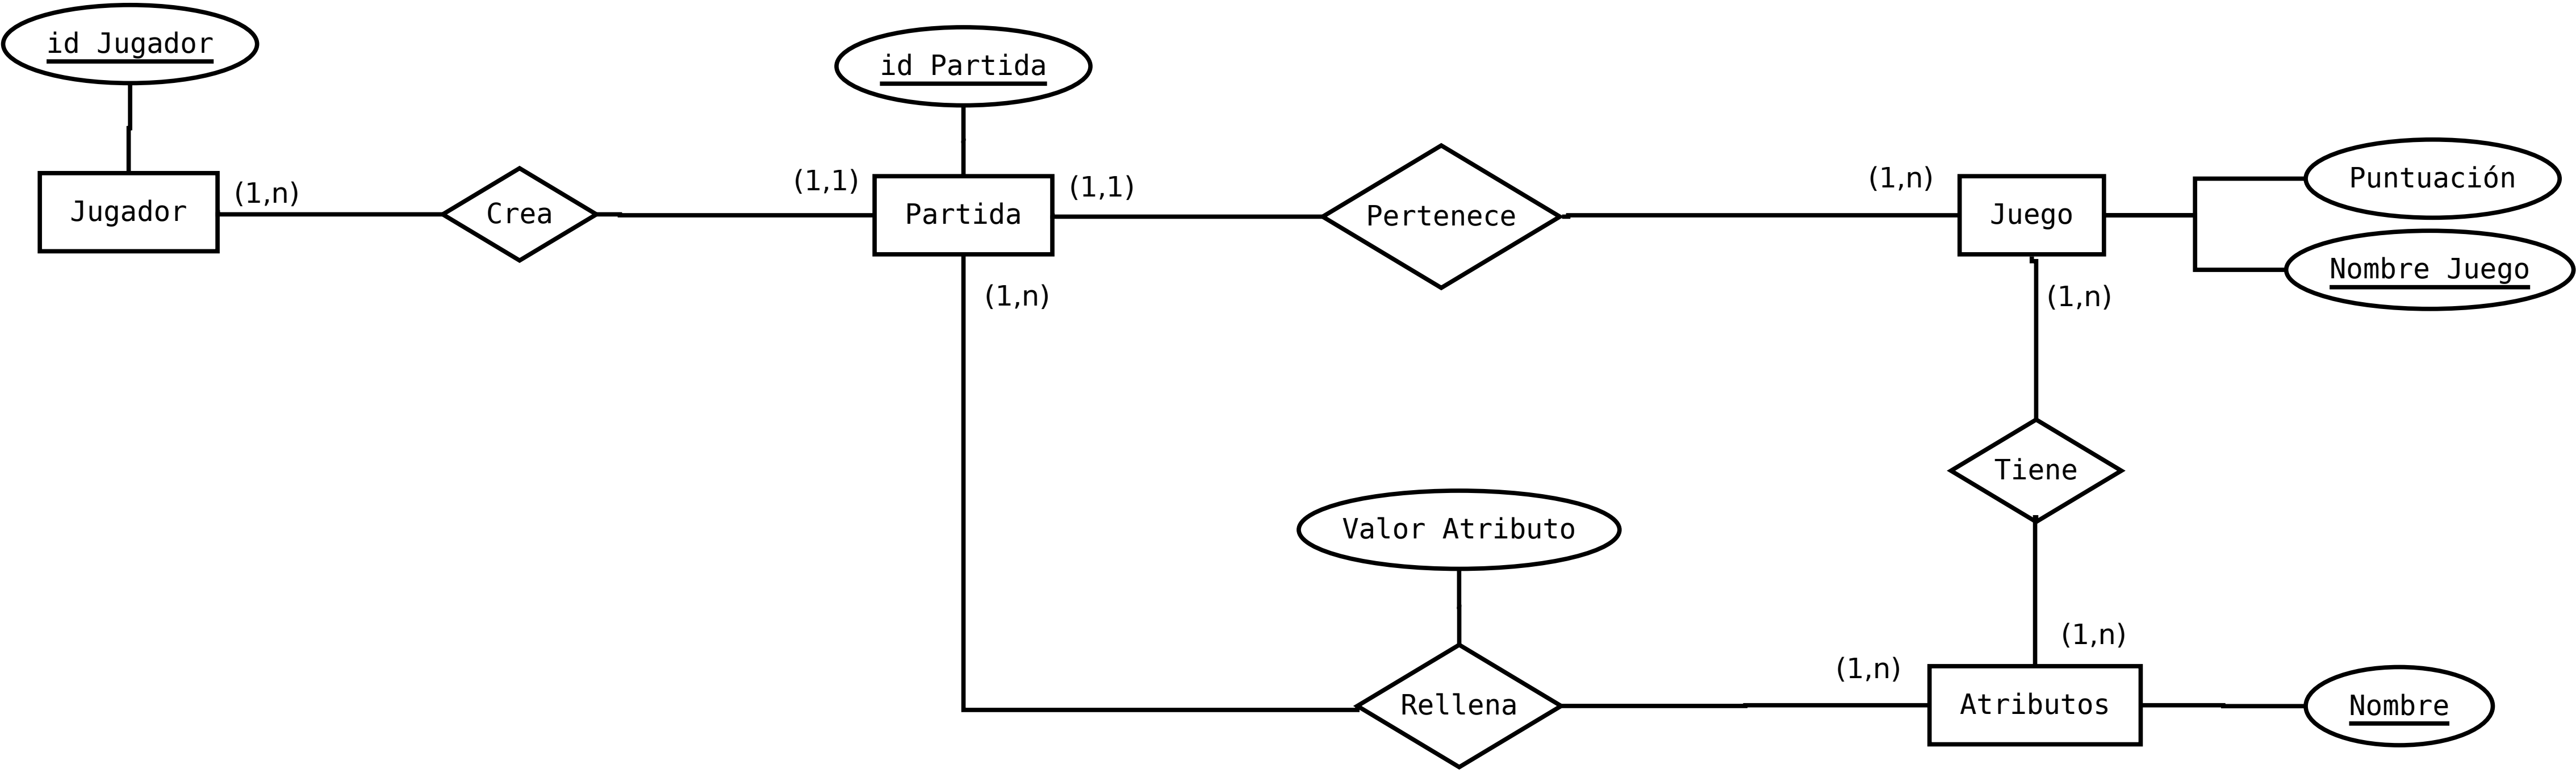 id Jugador
id Partida
Jugador
(1,n)
Crea
(1,1)
Partida
(1,1)
Pertenece
(1,n)
Juego
Puntuación
Nombre Juego
(1,n)
(1,n)
Tiene
Valor Atributo
(1,n)
(1,n)
Rellena
Atributos
Nombre